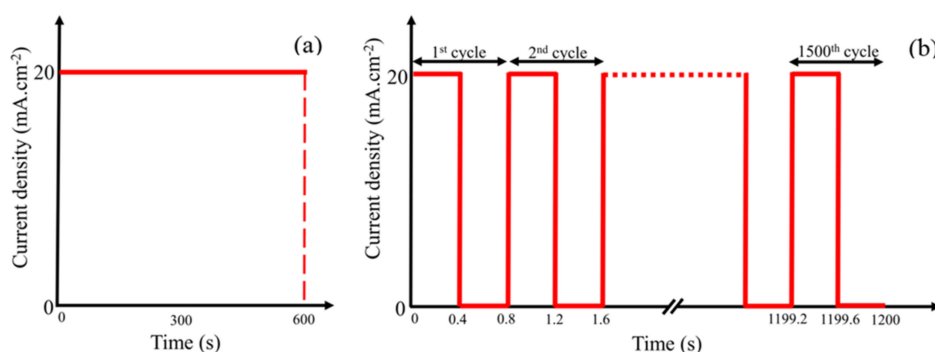 (a)
Current density (mA.cm⁻²)
20
0
0 300 600
Time (s)
(b)
1ˢᵗ cycle 2ⁿᵈ cycle 1500ᵗʰ cycle
Current density (mA.cm⁻²)
20
0
0 0.4 0.8 1.2 1.6 1199.2 1199.6 1200
Time (s)